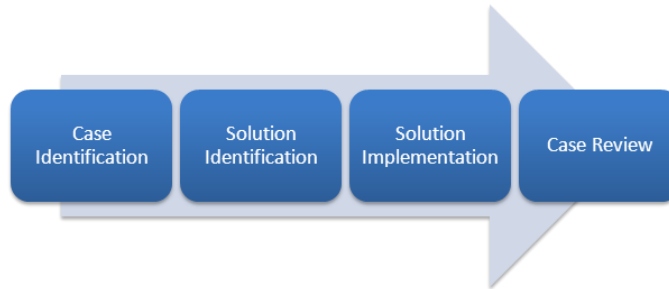 Case
Identification
Solution
Identification
Solution
Implementation
Case Review